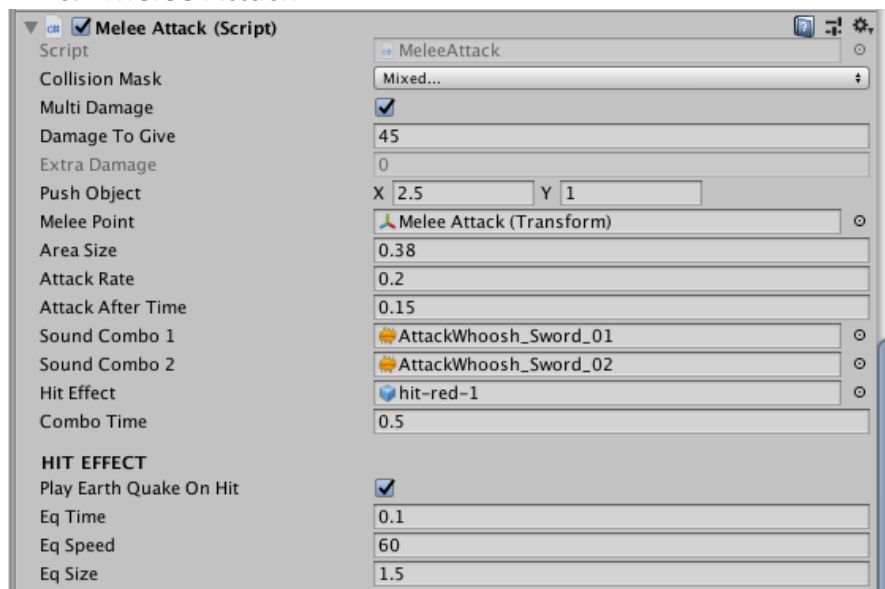 Melee Attack (Script)
Script MeleeAttack
Collision Mask Mixed...
Multi Damage
Damage To Give 45
Extra Damage 0
Push Object X 2.5 Y 1
Melee Point Melee Attack (Transform)
Area Size 0.38
Attack Rate 0.2
Attack After Time 0.15
Sound Combo 1 AttackWhoosh_Sword_01
Sound Combo 2 AttackWhoosh_Sword_02
Hit Effect hit-red-1
Combo Time 0.5
HIT EFFECT
Play Earth Quake On Hit
Eq Time 0.1
Eq Speed 60
Eq Size 1.5